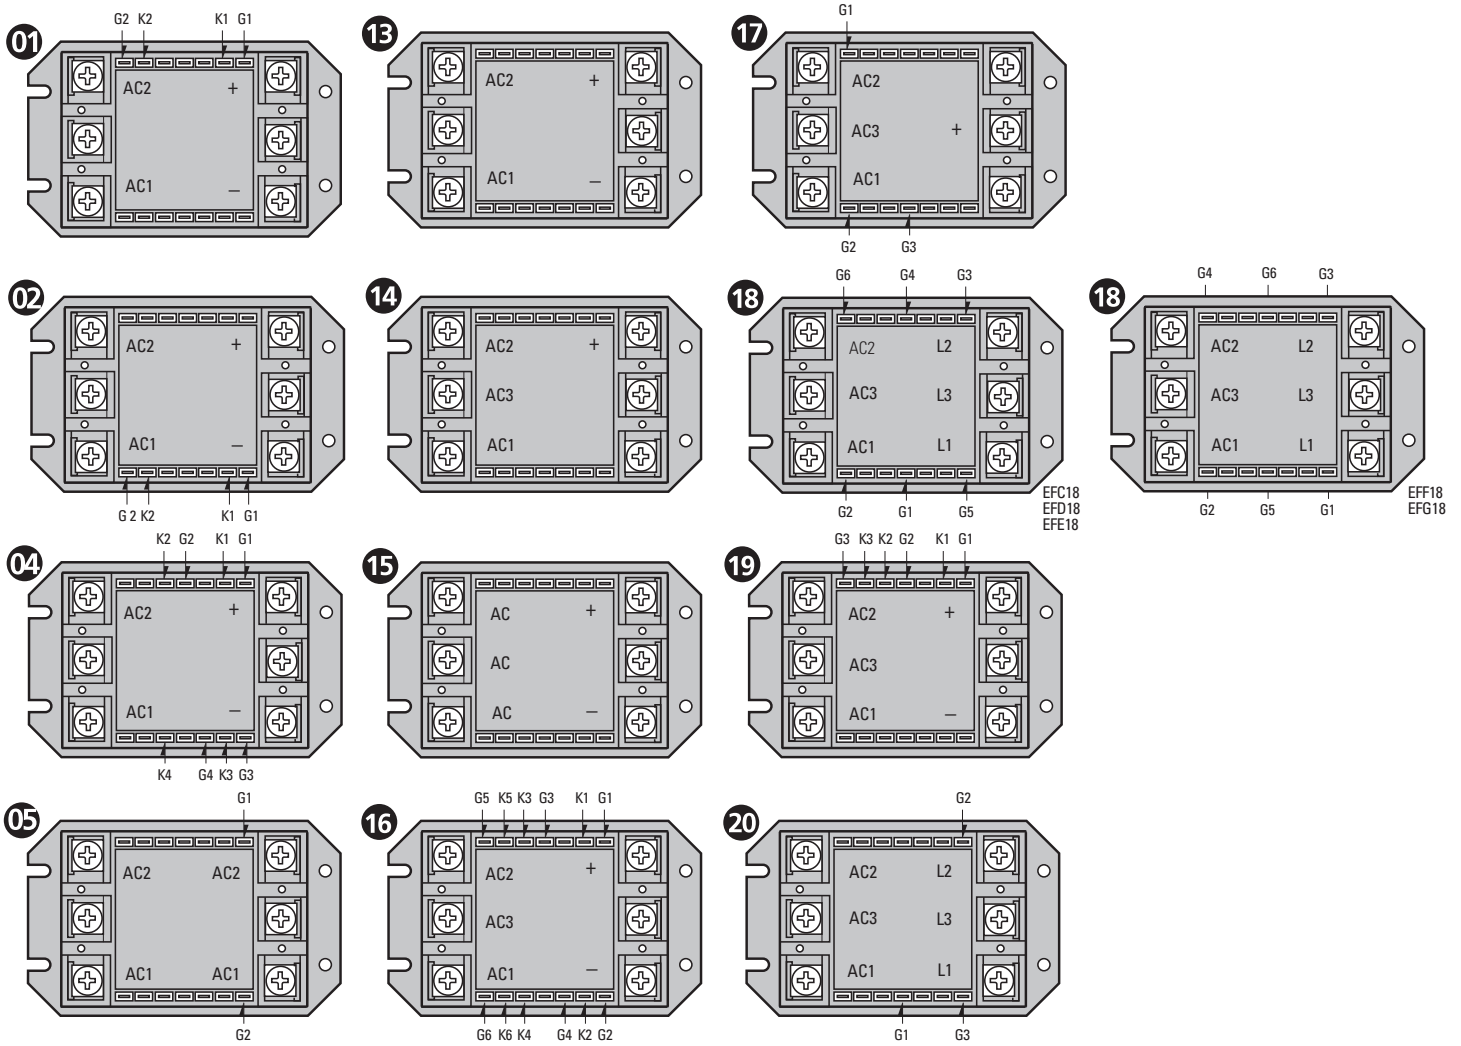 01
G2 K2 K1 G1
AC2 +
AC1 –
13
AC2 +
AC1 –
17
G1
AC2
AC3 +
AC1
G2 G3
02
AC2 +
AC1 –
G 2 K2 K1 G1
14
AC2 +
AC3
AC1
18
G6 G4 G3
AC2 L2
AC3 L3
AC1 L1
G2 G1 G5
EFC18
EFD18
EFE18
18
G4 G6 G3
AC2 L2
AC3 L3
AC1 L1
G2 G5 G1
EFF18
EFG18
04
K2 G2 K1 G1
AC2 +
AC1 –
K4 G4 K3 G3
15
AC +
AC
AC –
19
G3 K3 K2 G2 K1 G1
AC2 +
AC3
AC1 –
05
G1
AC2 AC2
AC1 AC1
G2
16
G5 K5 K3 G3 K1 G1
AC2 +
AC3
AC1 –
G6 K6 K4 G4 K2 G2
20
G2
AC2 L2
AC3 L3
AC1 L1
G1 G3